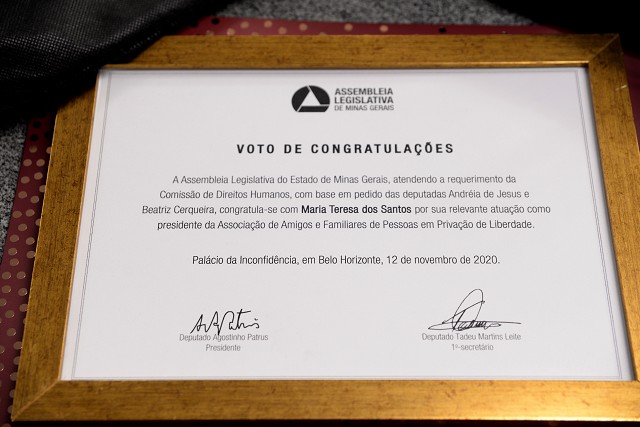 ASSEMBLEIA
LEGISLATIVA
DE MINAS GERAIS
VOTO DE CONGRATULAÇÕES
A Assembleia Legislativa do Estado de Minas Gerais, atendendo a requerimento da
Comissão de Direitos Humanos, com base em pedido das deputadas Andréia de Jesus e
Beatriz Cerqueira, congratula-se com Maria Teresa dos Santos por sua relevante atuação como
presidente da Associação de Amigos e Familiares de Pessoas em Privação de Liberdade.
Palácio da Inconfidência, em Belo Horizonte, 12 de novembro de 2020.
Deputado Agostinho Patrus
Presidente
Deputado Tadeu Martins Leite
1º-secretário